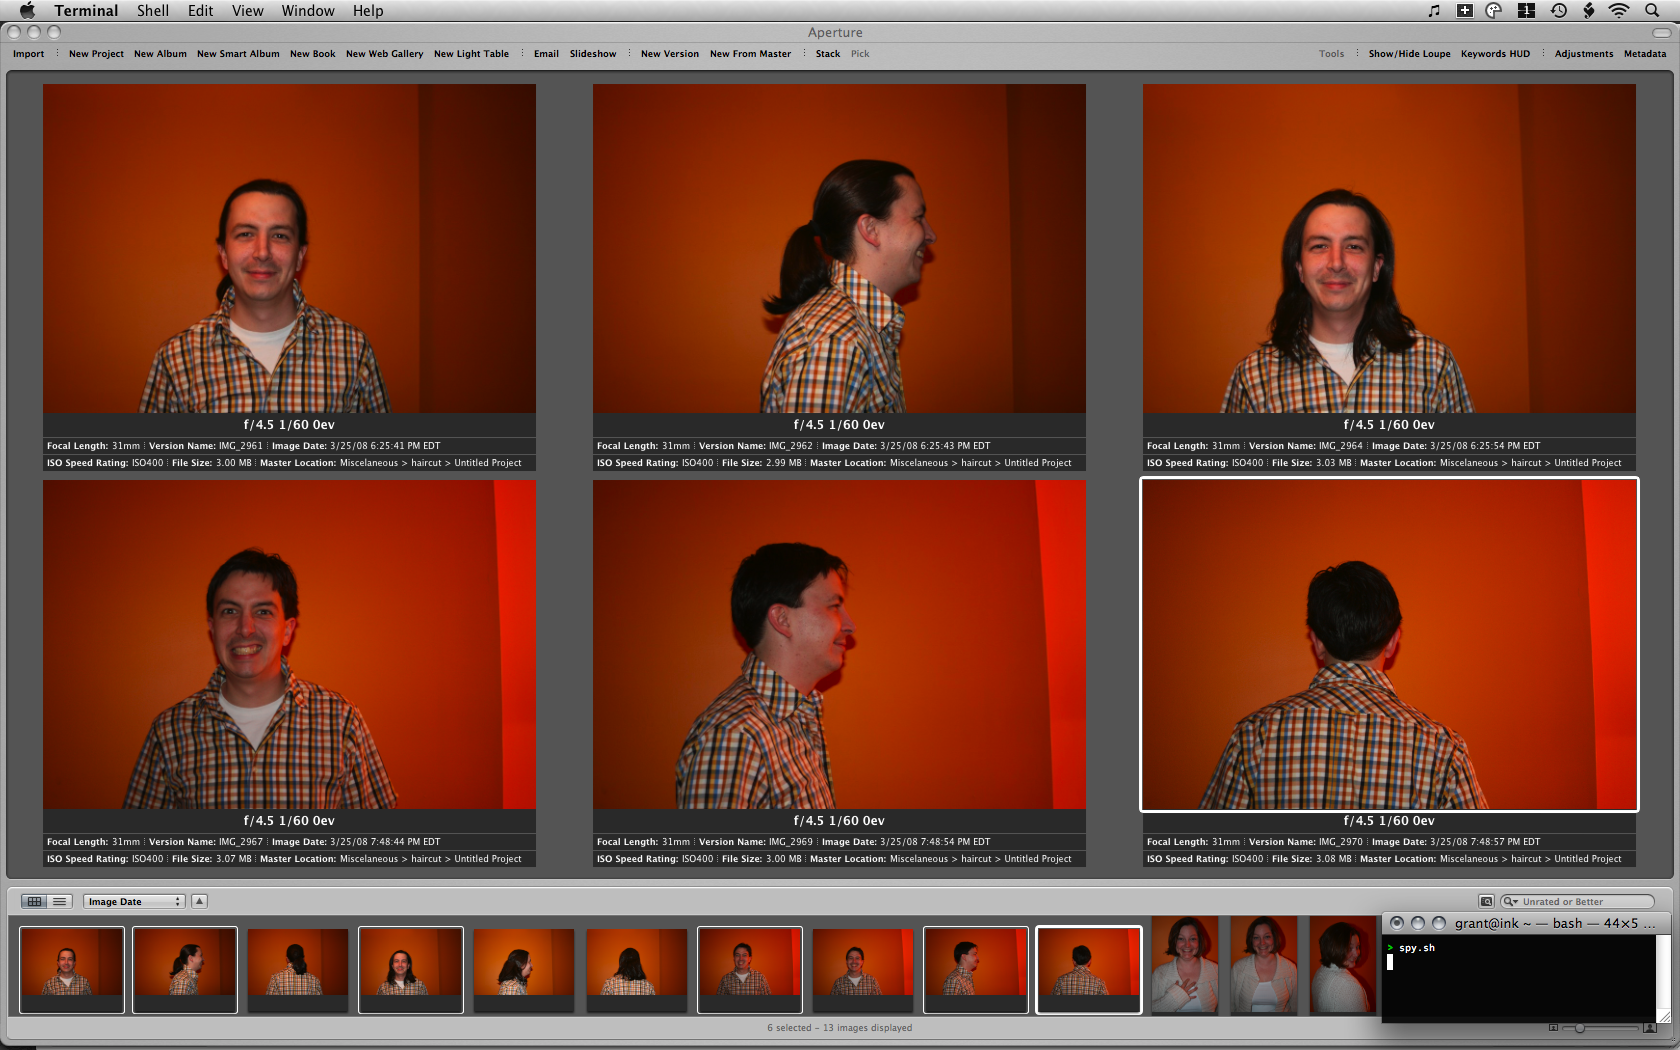 Terminal Shell Edit View Window Help
Aperture
Import New Project New Album New Smart Album New Book New Web Gallery New Light Table Email Slideshow New Version New From Master Stack Pick Tools Show/Hide Loupe Keywords HUD Adjustments Metadata
f/4.5 1/60 0ev
Focal Length: 31mm Version Name: IMG_2961 Image Date: 3/25/08 6:25:41 PM EDT
ISO Speed Rating: ISO400 File Size: 3.00 MB Master Location: Miscelaneous > haircut > Untitled Project
f/4.5 1/60 0ev
Focal Length: 31mm Version Name: IMG_2962 Image Date: 3/25/08 6:25:43 PM EDT
ISO Speed Rating: ISO400 File Size: 2.99 MB Master Location: Miscelaneous > haircut > Untitled Project
f/4.5 1/60 0ev
Focal Length: 31mm Version Name: IMG_2964 Image Date: 3/25/08 6:25:54 PM EDT
ISO Speed Rating: ISO400 File Size: 3.03 MB Master Location: Miscelaneous > haircut > Untitled Project
f/4.5 1/60 0ev
Focal Length: 31mm Version Name: IMG_2967 Image Date: 3/25/08 7:48:44 PM EDT
ISO Speed Rating: ISO400 File Size: 3.07 MB Master Location: Miscelaneous > haircut > Untitled Project
f/4.5 1/60 0ev
Focal Length: 31mm Version Name: IMG_2969 Image Date: 3/25/08 7:48:54 PM EDT
ISO Speed Rating: ISO400 File Size: 3.00 MB Master Location: Miscelaneous > haircut > Untitled Project
f/4.5 1/60 0ev
Focal Length: 31mm Version Name: IMG_2970 Image Date: 3/25/08 7:48:57 PM EDT
ISO Speed Rating: ISO400 File Size: 3.08 MB Master Location: Miscelaneous > haircut > Untitled Project
Image Date
Unrated or Better
grant@ink ~ — bash — 44×5 ...
> spy.sh
6 selected – 13 images displayed